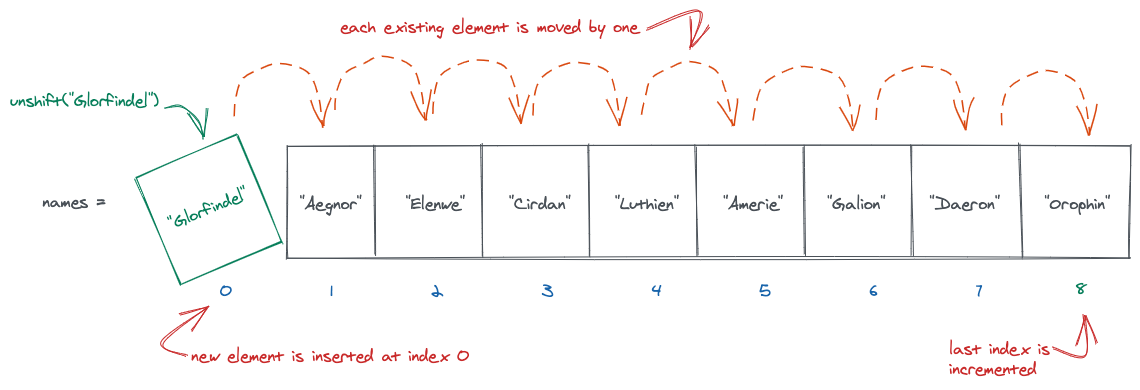 each existing element is moved by one
unshift("Glorfindel")
names =
"Glorfindel"
"Aegnor" "Elenwe" "Cirdan" "Luthien" "Amerie" "Galion" "Daeron" "Orophin"
0 1 2 3 4 5 6 7 8
new element is inserted at index 0
last index is
incremented